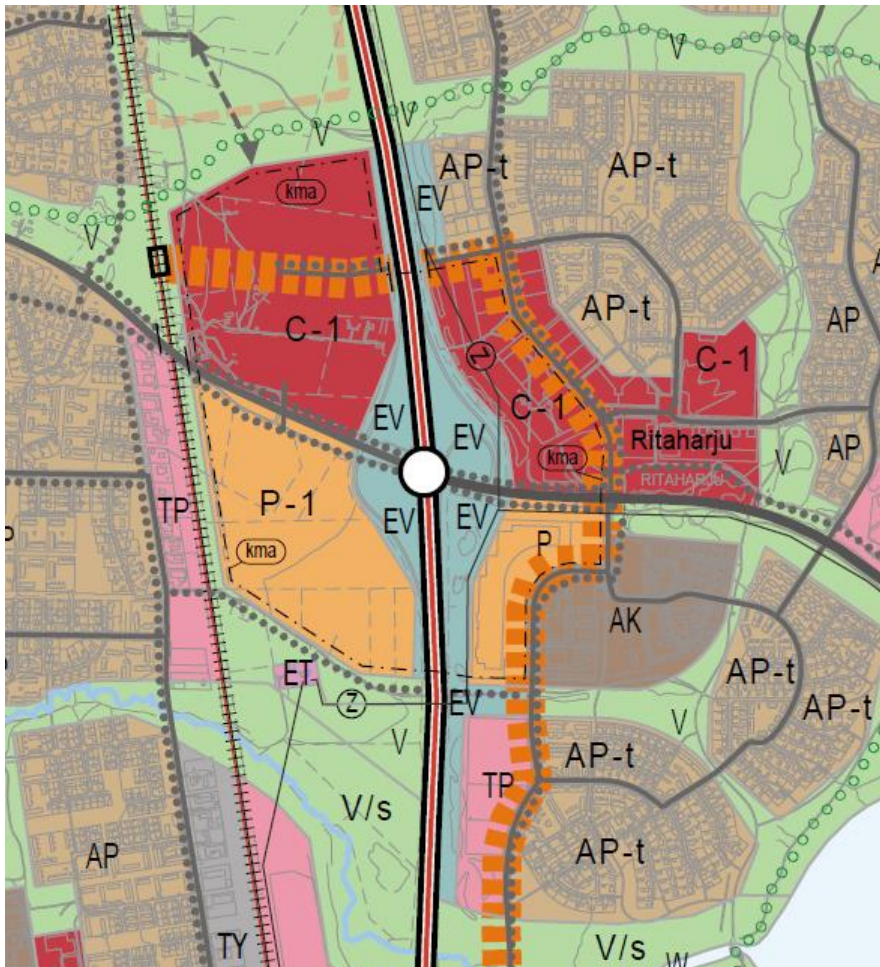 V
V
V
AP-t
AP-t
kma
EV
V
AP-t
AP
C-1
C-1
Z
C-1
EV
EV
Ritaharju
AP
kma
RITAHARJU
V
P-1
TP
EV
EV
P
kma
AK
AP-t
ET
Z
EV
AP-t
V
V
AP-t
TP
V/s
AP-t
AP
TY
V/s
W